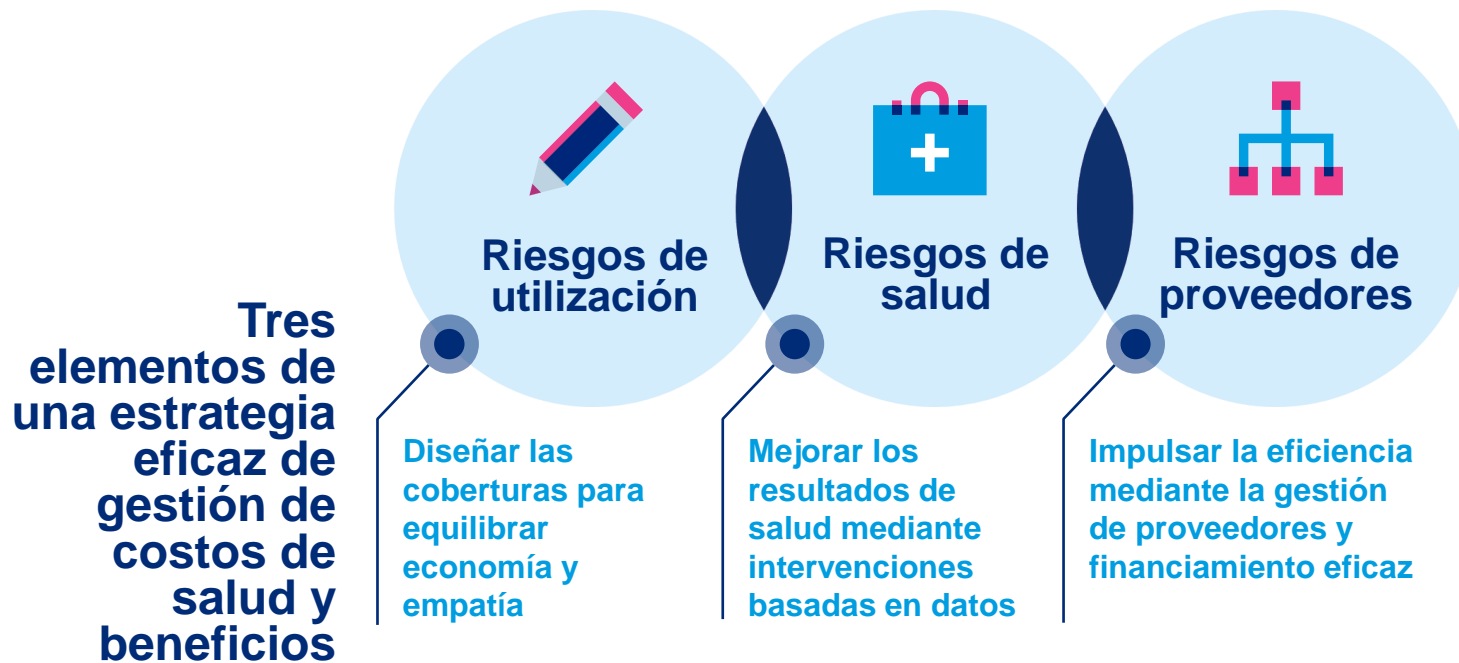 Tres
elementos de
una estrategia
eficaz de
gestión de
costos de
salud y
beneficios
Riesgos de
utilización
Diseñar las
coberturas para
equilibrar
economía y
empatía
Riesgos de
salud
Mejorar los
resultados de
salud mediante
intervenciones
basadas en datos
Riesgos de
proveedores
Impulsar la eficiencia
mediante la gestión
de proveedores y
financiamiento eficaz